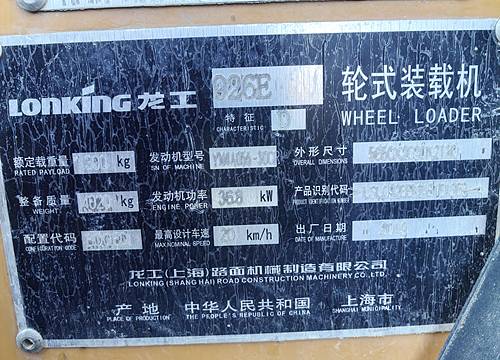 LONKING 龙工 926E 轮式装载机
特征
CHARACTERISTIC
WHEEL LOADER
额定载重量 kg
RATED PAYLOAD
发动机型号
SN OF MACHINE
外形尺寸
OVERALL DIMENSIONS
整备质量 kg
WEIGHT
发动机功率 36.8 kW
ENGINE POWER
产品识别代码
PRODUCT IDENTIFICATION NUMBER
配置代码
CONFIGURATION CODE
最高设计车速 20 km/h
MAX.NOMINAL SPEED
出厂日期
DATE OF MANUFACTURE
龙工(上海)路面机械制造有限公司
LONKING (SHANG HAI) ROAD CONSTRUCTION MACHINERY CO.,LTD.
产地 中华人民共和国 上海市
PLACE OF PRODUCTION THE PEOPLE'S REPUBLIC OF CHINA SHANGHAI MUNICIPALITY